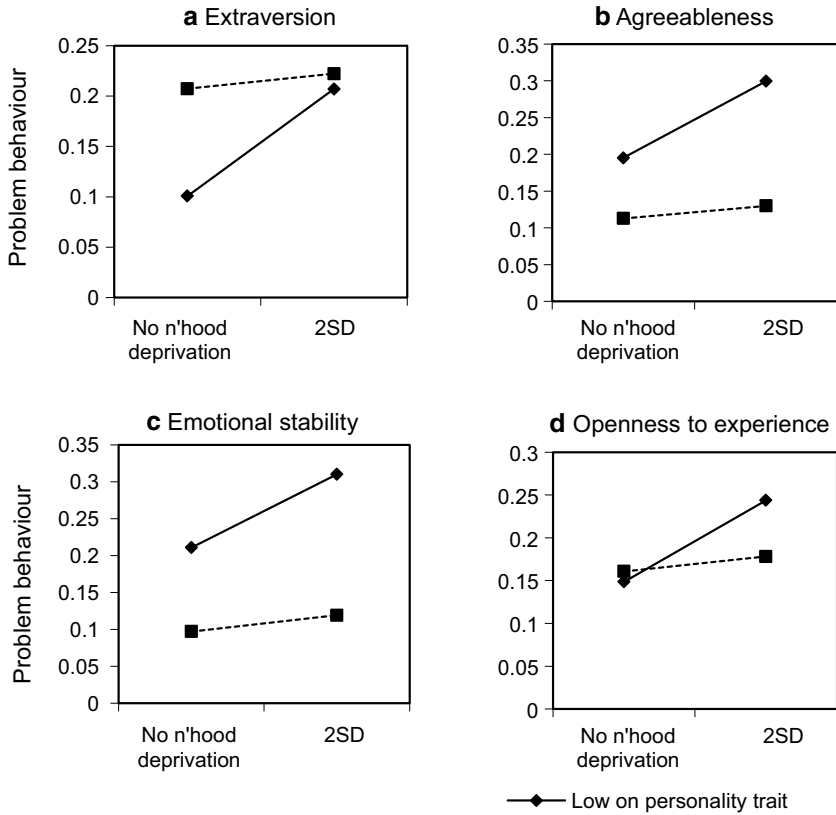 a Extraversion
0.25
0.2
0.15
0.1
0.05
0
Problem behaviour
No n'hood
deprivation
2SD
b Agreeableness
0.35
0.3
0.25
0.2
0.15
0.1
0.05
0
No n'hood
deprivation
2SD
c Emotional stability
0.35
0.3
0.25
0.2
0.15
0.1
0.05
0
Problem behaviour
No n'hood
deprivation
2SD
d Openness to experience
0.3
0.25
0.2
0.15
0.1
0.05
0
No n'hood
deprivation
2SD
Low on personality trait